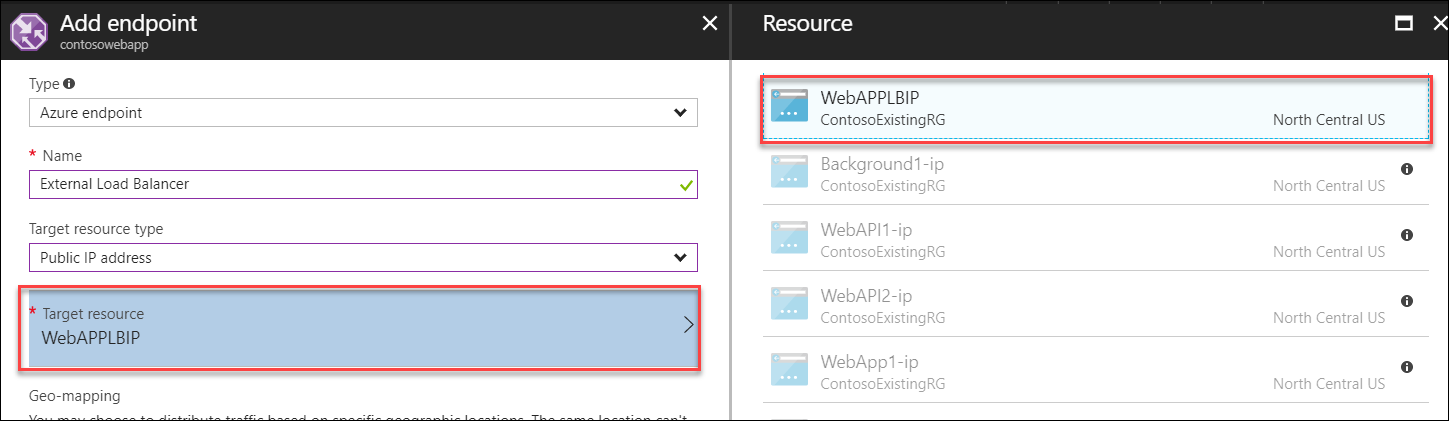 Add endpoint
contosowebapp
Type
Azure endpoint
* Name
External Load Balancer
Target resource type
Public IP address
* Target resource
WebAPPLBIP
Geo-mapping
You may choose to distribute traffic based on specific geographic locations. The same location can't
Resource
WebAPPLBIP
ContosoExistingRG
North Central US
Background1-ip
ContosoExistingRG
North Central US
WebAPI1-ip
ContosoExistingRG
North Central US
WebAPI2-ip
ContosoExistingRG
North Central US
WebApp1-ip
ContosoExistingRG
North Central US